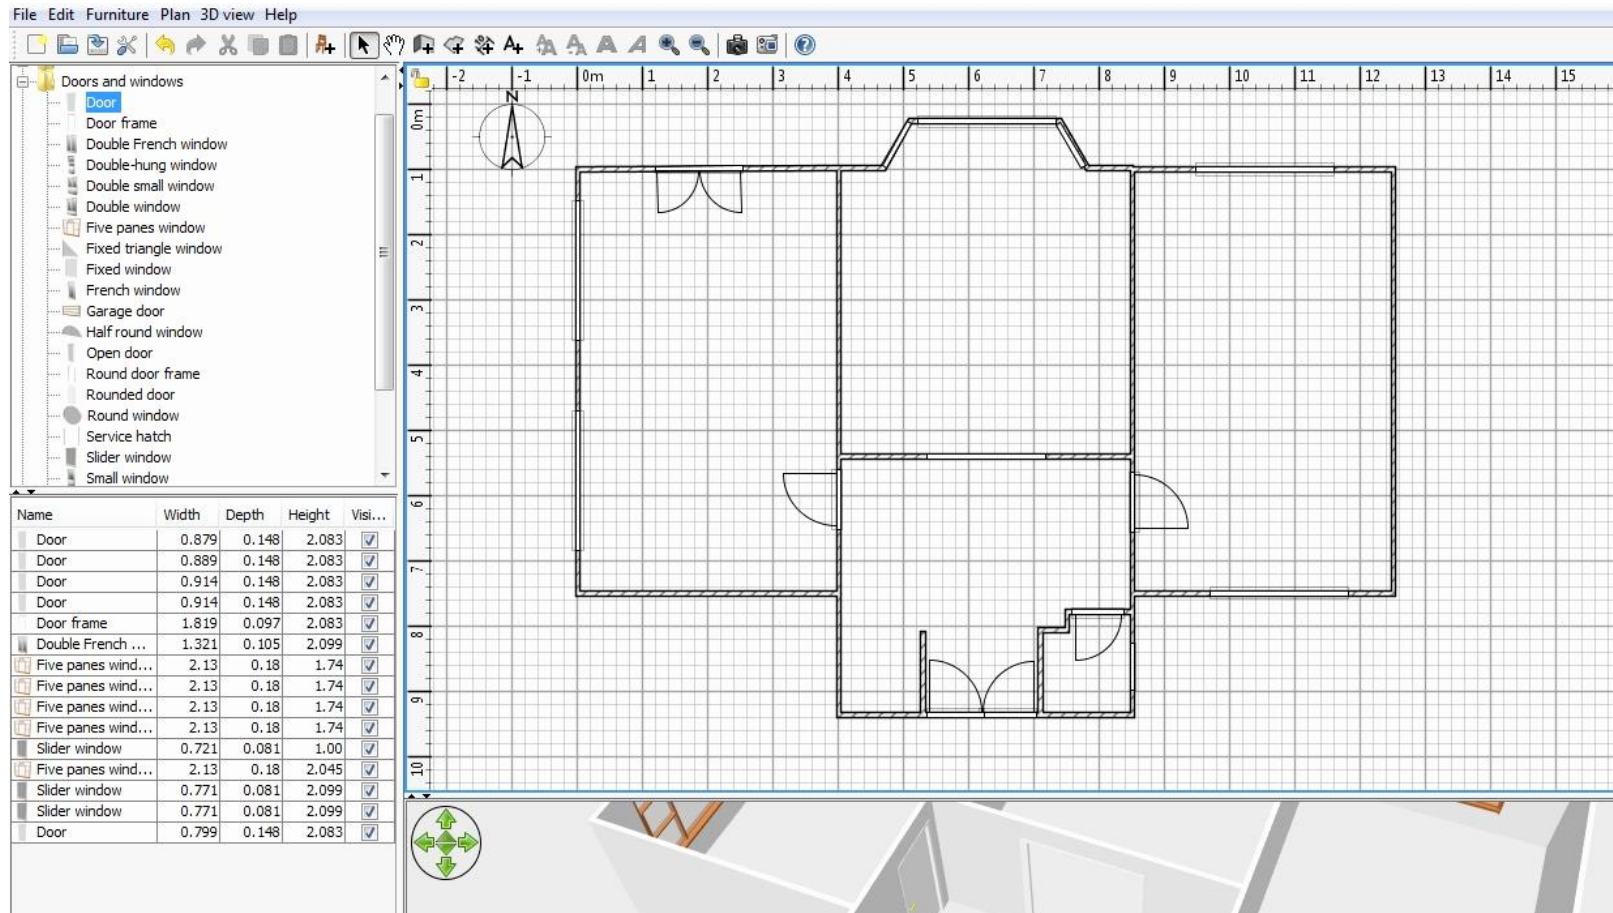 File Edit Furniture Plan 3D view Help
Doors and windows
Door
Door frame
Double French window
Double-hung window
Double small window
Double window
Five panes window
Fixed triangle window
Fixed window
French window
Garage door
Half round window
Open door
Round door frame
Rounded door
Round window
Service hatch
Slider window
Small window
Name Width Depth Height Visi...
Door 0.879 0.148 2.083
Door 0.889 0.148 2.083
Door 0.914 0.148 2.083
Door 0.914 0.148 2.083
Door frame 1.819 0.097 2.083
Double French ... 1.321 0.105 2.099
Five panes wind... 2.13 0.18 1.74
Five panes wind... 2.13 0.18 1.74
Five panes wind... 2.13 0.18 1.74
Five panes wind... 2.13 0.18 1.74
Slider window 0.721 0.081 1.00
Five panes wind... 2.13 0.18 2.045
Slider window 0.771 0.081 2.099
Slider window 0.771 0.081 2.099
Door 0.799 0.148 2.083
-2 -1 0m 1 2 3 4 5 6 7 8 9 10 11 12 13 14 15
N
0m
1
2
3
4
5
6
7
8
9
10